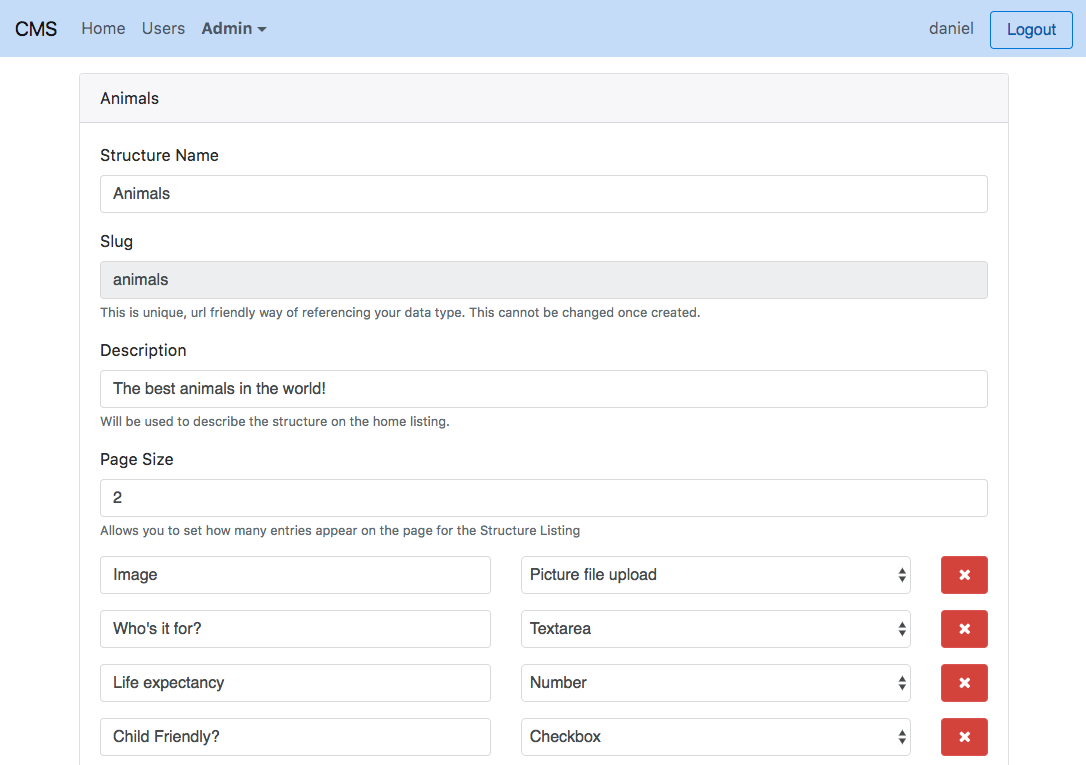 CMS Home Users Admin daniel Logout
Animals
Structure Name
Animals
Slug
animals
This is unique, url friendly way of referencing your data type. This cannot be changed once created.
Description
The best animals in the world!
Will be used to describe the structure on the home listing.
Page Size
2
Allows you to set how many entries appear on the page for the Structure Listing
Image Picture file upload
Who's it for? Textarea
Life expectancy Number
Child Friendly? Checkbox